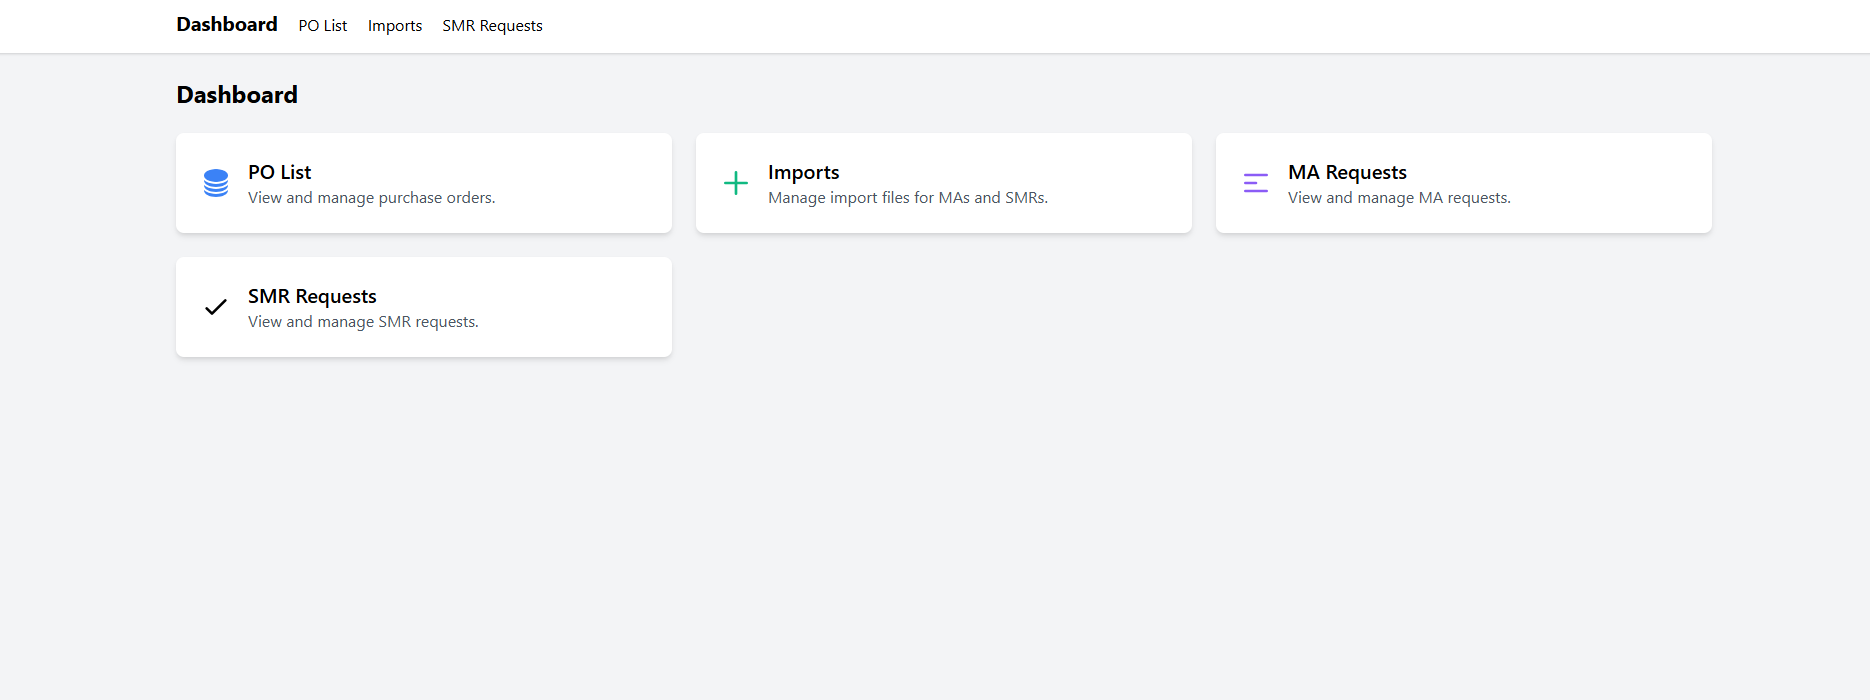 Dashboard PO List Imports SMR Requests
Dashboard
PO List
View and manage purchase orders.
Imports
Manage import files for MAs and SMRs.
MA Requests
View and manage MA requests.
SMR Requests
View and manage SMR requests.